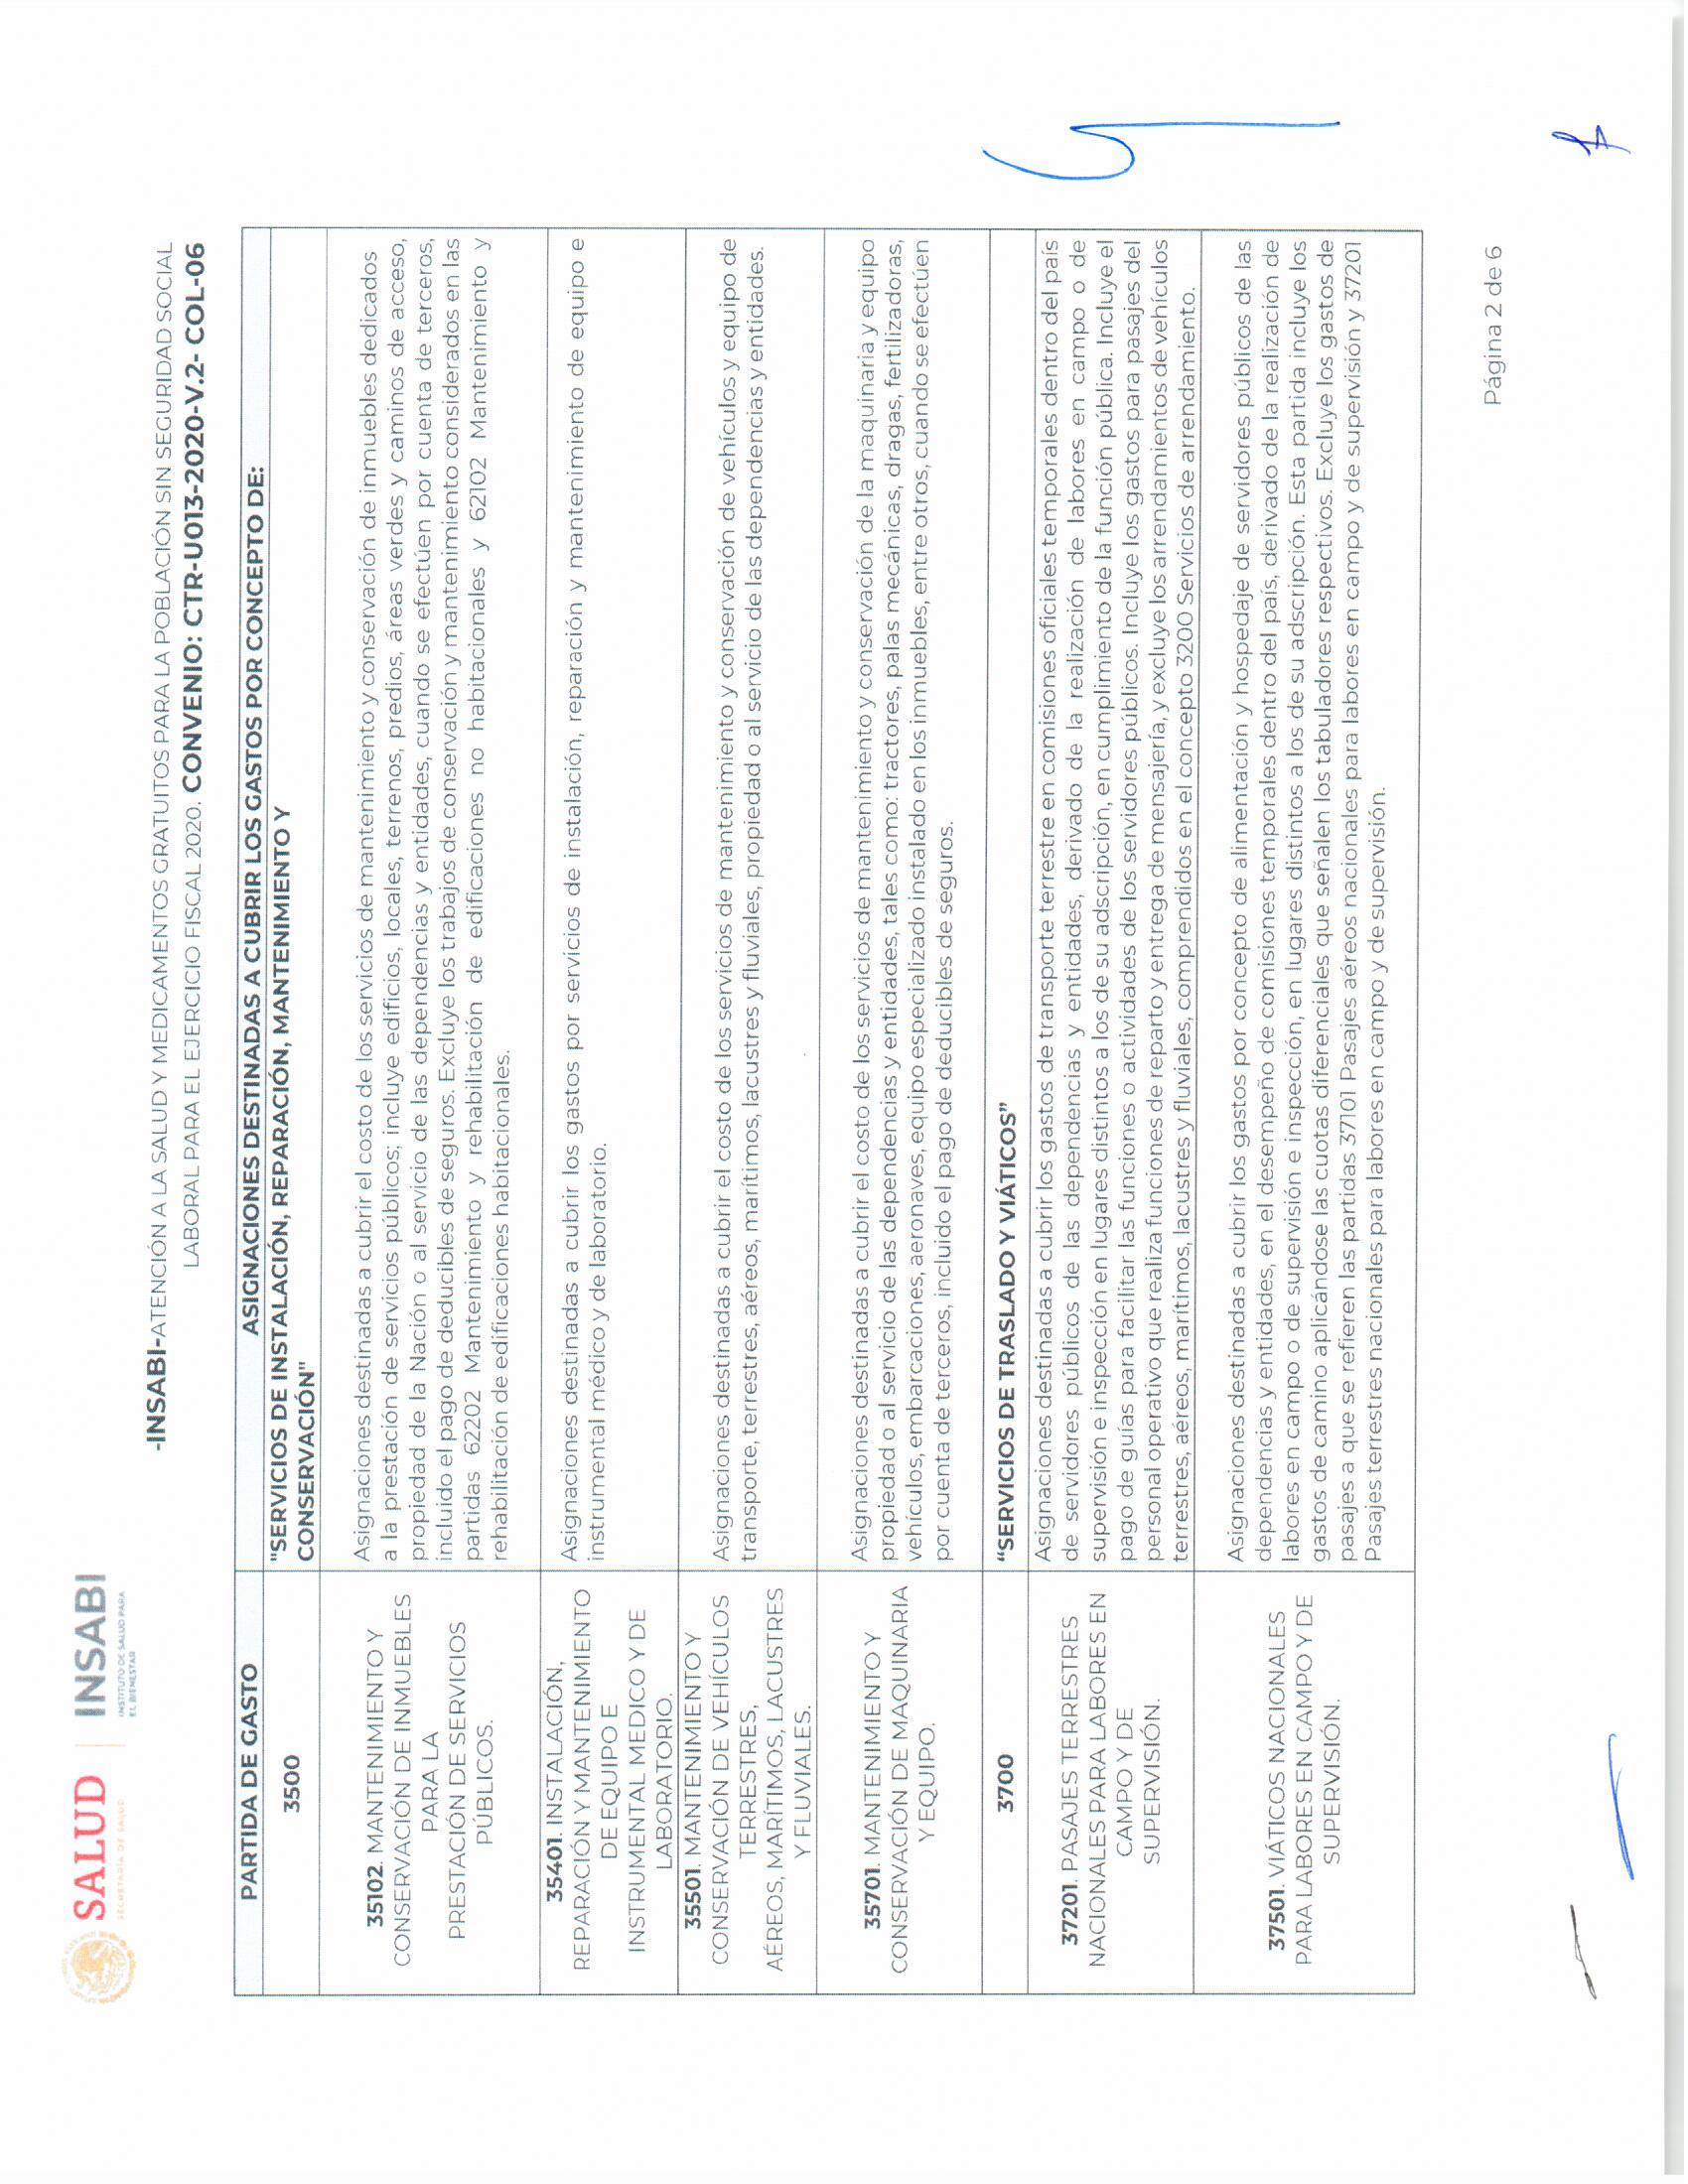 SALUD
SECRETARÍA DE SALUD
INSABI
INSTITUTO DE SALUD PARA
EL BIENESTAR
-INSABI-ATENCIÓN A LA SALUD Y MEDICAMENTOS GRATUITOS PARA LA POBLACIÓN SIN SEGURIDAD SOCIAL
LABORAL PARA EL EJERCICIO FISCAL 2020. CONVENIO: CTR-U013-2020-V.2- COL-06
PARTIDA DE GASTO
ASIGNACIONES DESTINADAS A CUBRIR LOS GASTOS POR CONCEPTO DE:
3500
"SERVICIOS DE INSTALACIÓN, REPARACIÓN, MANTENIMIENTO Y
CONSERVACIÓN"
35102. MANTENIMIENTO Y
CONSERVACIÓN DE INMUEBLES
PARA LA
PRESTACIÓN DE SERVICIOS
PÚBLICOS.
Asignaciones destinadas a cubrir el costo de los servicios de mantenimiento y conservación de inmuebles dedicados
a la prestación de servicios públicos; incluye edificios, locales, terrenos, predios, áreas verdes y caminos de acceso,
propiedad de la Nación o al servicio de las dependencias y entidades, cuando se efectúen por cuenta de terceros,
incluido el pago de deducibles de seguros. Excluye los trabajos de conservación y mantenimiento considerados en las
partidas 62202 Mantenimiento y rehabilitación de edificaciones no habitacionales y 62102 Mantenimiento y
rehabilitación de edificaciones habitacionales.
35401. INSTALACIÓN,
REPARACIÓN Y MANTENIMIENTO
DE EQUIPO E
INSTRUMENTAL MEDICO Y DE
LABORATORIO.
Asignaciones destinadas a cubrir los gastos por servicios de instalación, reparación y mantenimiento de equipo e
instrumental médico y de laboratorio.
35501. MANTENIMIENTO Y
CONSERVACIÓN DE VEHÍCULOS
TERRESTRES,
AÉREOS, MARÍTIMOS, LACUSTRES
Y FLUVIALES.
Asignaciones destinadas a cubrir el costo de los servicios de mantenimiento y conservación de vehículos y equipo de
transporte, terrestres, aéreos, marítimos, lacustres y fluviales, propiedad o al servicio de las dependencias y entidades.
35701. MANTENIMIENTO Y
CONSERVACIÓN DE MAQUINARIA
Y EQUIPO.
Asignaciones destinadas a cubrir el costo de los servicios de mantenimiento y conservación de la maquinaria y equipo
propiedad o al servicio de las dependencias y entidades, tales como: tractores, palas mecánicas, dragas, fertilizadoras,
vehículos, embarcaciones, aeronaves, equipo especializado instalado en los inmuebles, entre otros, cuando se efectúen
por cuenta de terceros, incluido el pago de deducibles de seguros.
3700
“SERVICIOS DE TRASLADO Y VIÁTICOS”
37201. PASAJES TERRESTRES
NACIONALES PARA LABORES EN
CAMPO Y DE
SUPERVISIÓN.
Asignaciones destinadas a cubrir los gastos de transporte terrestre en comisiones oficiales temporales dentro del país
de servidores públicos de las dependencias y entidades, derivado de la realización de labores en campo o de
supervisión e inspección en lugares distintos a los de su adscripción, en cumplimiento de la función pública. Incluye el
pago de guías para facilitar las funciones o actividades de los servidores públicos. Incluye los gastos para pasajes del
personal operativo que realiza funciones de reparto y entrega de mensajería, y excluye los arrendamientos de vehículos
terrestres, aéreos, marítimos, lacustres y fluviales, comprendidos en el concepto 3200 Servicios de arrendamiento.
37501. VIÁTICOS NACIONALES
PARA LABORES EN CAMPO Y DE
SUPERVISIÓN.
Asignaciones destinadas a cubrir los gastos por concepto de alimentación y hospedaje de servidores públicos de las
dependencias y entidades, en el desempeño de comisiones temporales dentro del país, derivado de la realización de
labores en campo o de supervisión e inspección, en lugares distintos a los de su adscripción. Esta partida incluye los
gastos de camino aplicándose las cuotas diferenciales que señalen los tabuladores respectivos. Excluye los gastos de
pasajes a que se refieren las partidas 37101 Pasajes aéreos nacionales para labores en campo y de supervisión y 37201
Pasajes terrestres nacionales para labores en campo y de supervisión.
Página 2 de 6